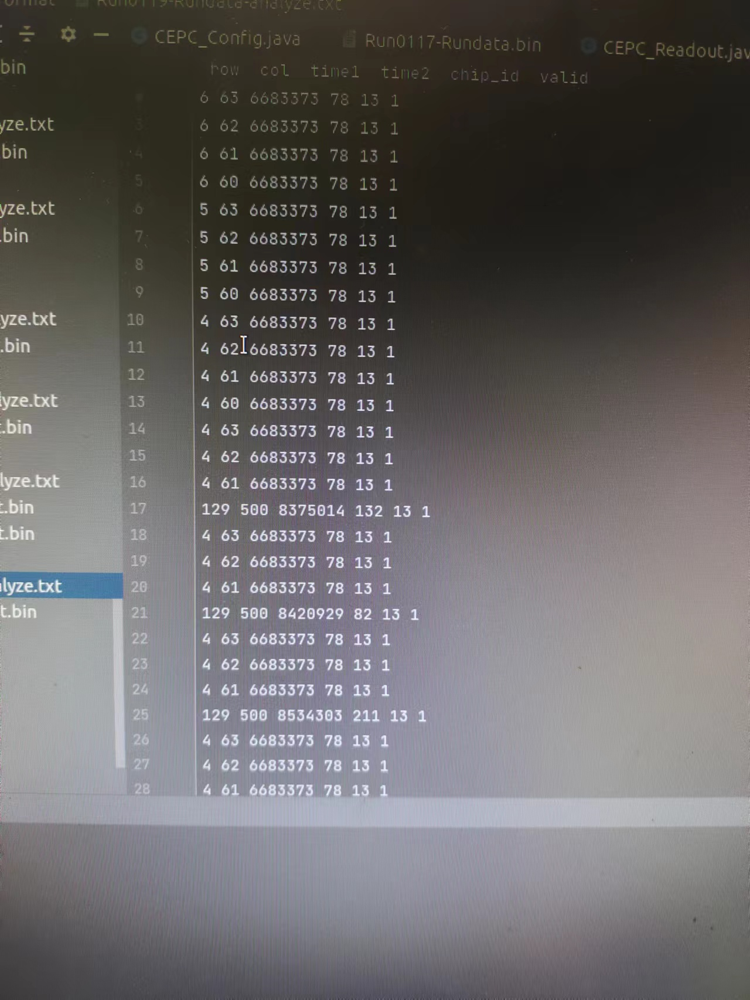 Run0119-Rundata-analyze.txt
CEPC_Config.java Run0117-Rundata.bin CEPC_Readout.jav
bin
row col time1 time2 chip_id valid
6 63 6683373 78 13 1
yze.txt 3 6 62 6683373 78 13 1
bin 4 6 61 6683373 78 13 1
5 6 60 6683373 78 13 1
yze.txt 6 5 63 6683373 78 13 1
.bin 7 5 62 6683373 78 13 1
8 5 61 6683373 78 13 1
9 5 60 6683373 78 13 1
yze.txt 10 4 63 6683373 78 13 1
.bin 11 4 62 6683373 78 13 1
12 4 61 6683373 78 13 1
lyze.txt 13 4 60 6683373 78 13 1
t.bin 14 4 63 6683373 78 13 1
15 4 62 6683373 78 13 1
lyze.txt 16 4 61 6683373 78 13 1
t.bin 17 129 500 8375014 132 13 1
t.bin 18 4 63 6683373 78 13 1
19 4 62 6683373 78 13 1
alyze.txt 20 4 61 6683373 78 13 1
t.bin 21 129 500 8420929 82 13 1
22 4 63 6683373 78 13 1
23 4 62 6683373 78 13 1
24 4 61 6683373 78 13 1
25 129 500 8534303 211 13 1
26 4 63 6683373 78 13 1
27 4 62 6683373 78 13 1
28 4 61 6683373 78 13 1